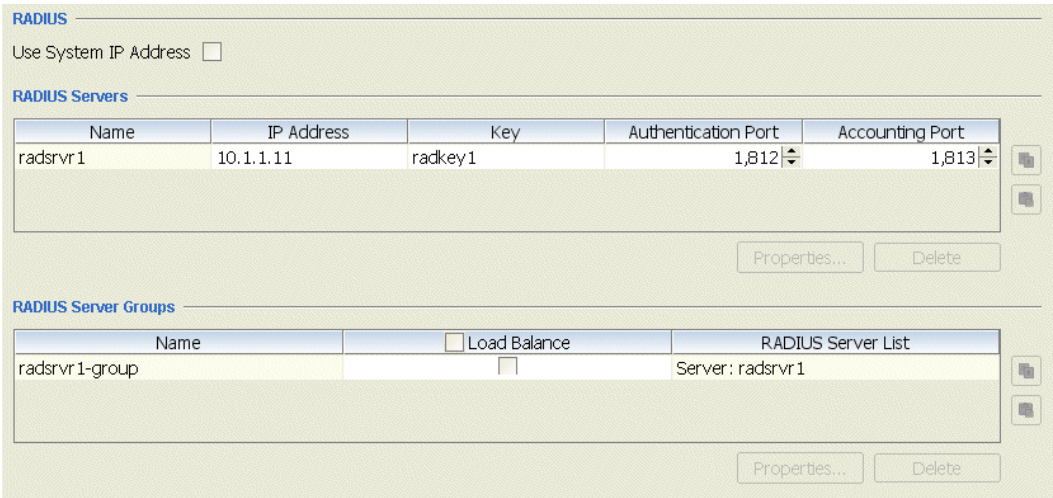 RADIUS
Use System IP Address
RADIUS Servers
Name IP Address Key Authentication Port Accounting Port
radsrvr1 10.1.1.11 radkey1 1,812 1,813
Properties... Delete
RADIUS Server Groups
Name Load Balance RADIUS Server List
radsrvr1-group Server: radsrvr1
Properties... Delete